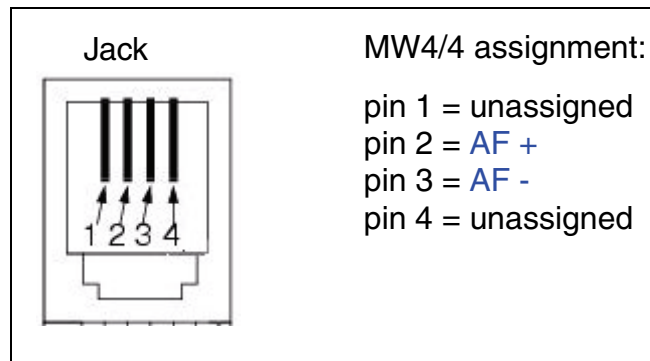 Jack
1 2 3 4
MW4/4 assignment:
pin 1 = unassigned
pin 2 = AF +
pin 3 = AF -
pin 4 = unassigned